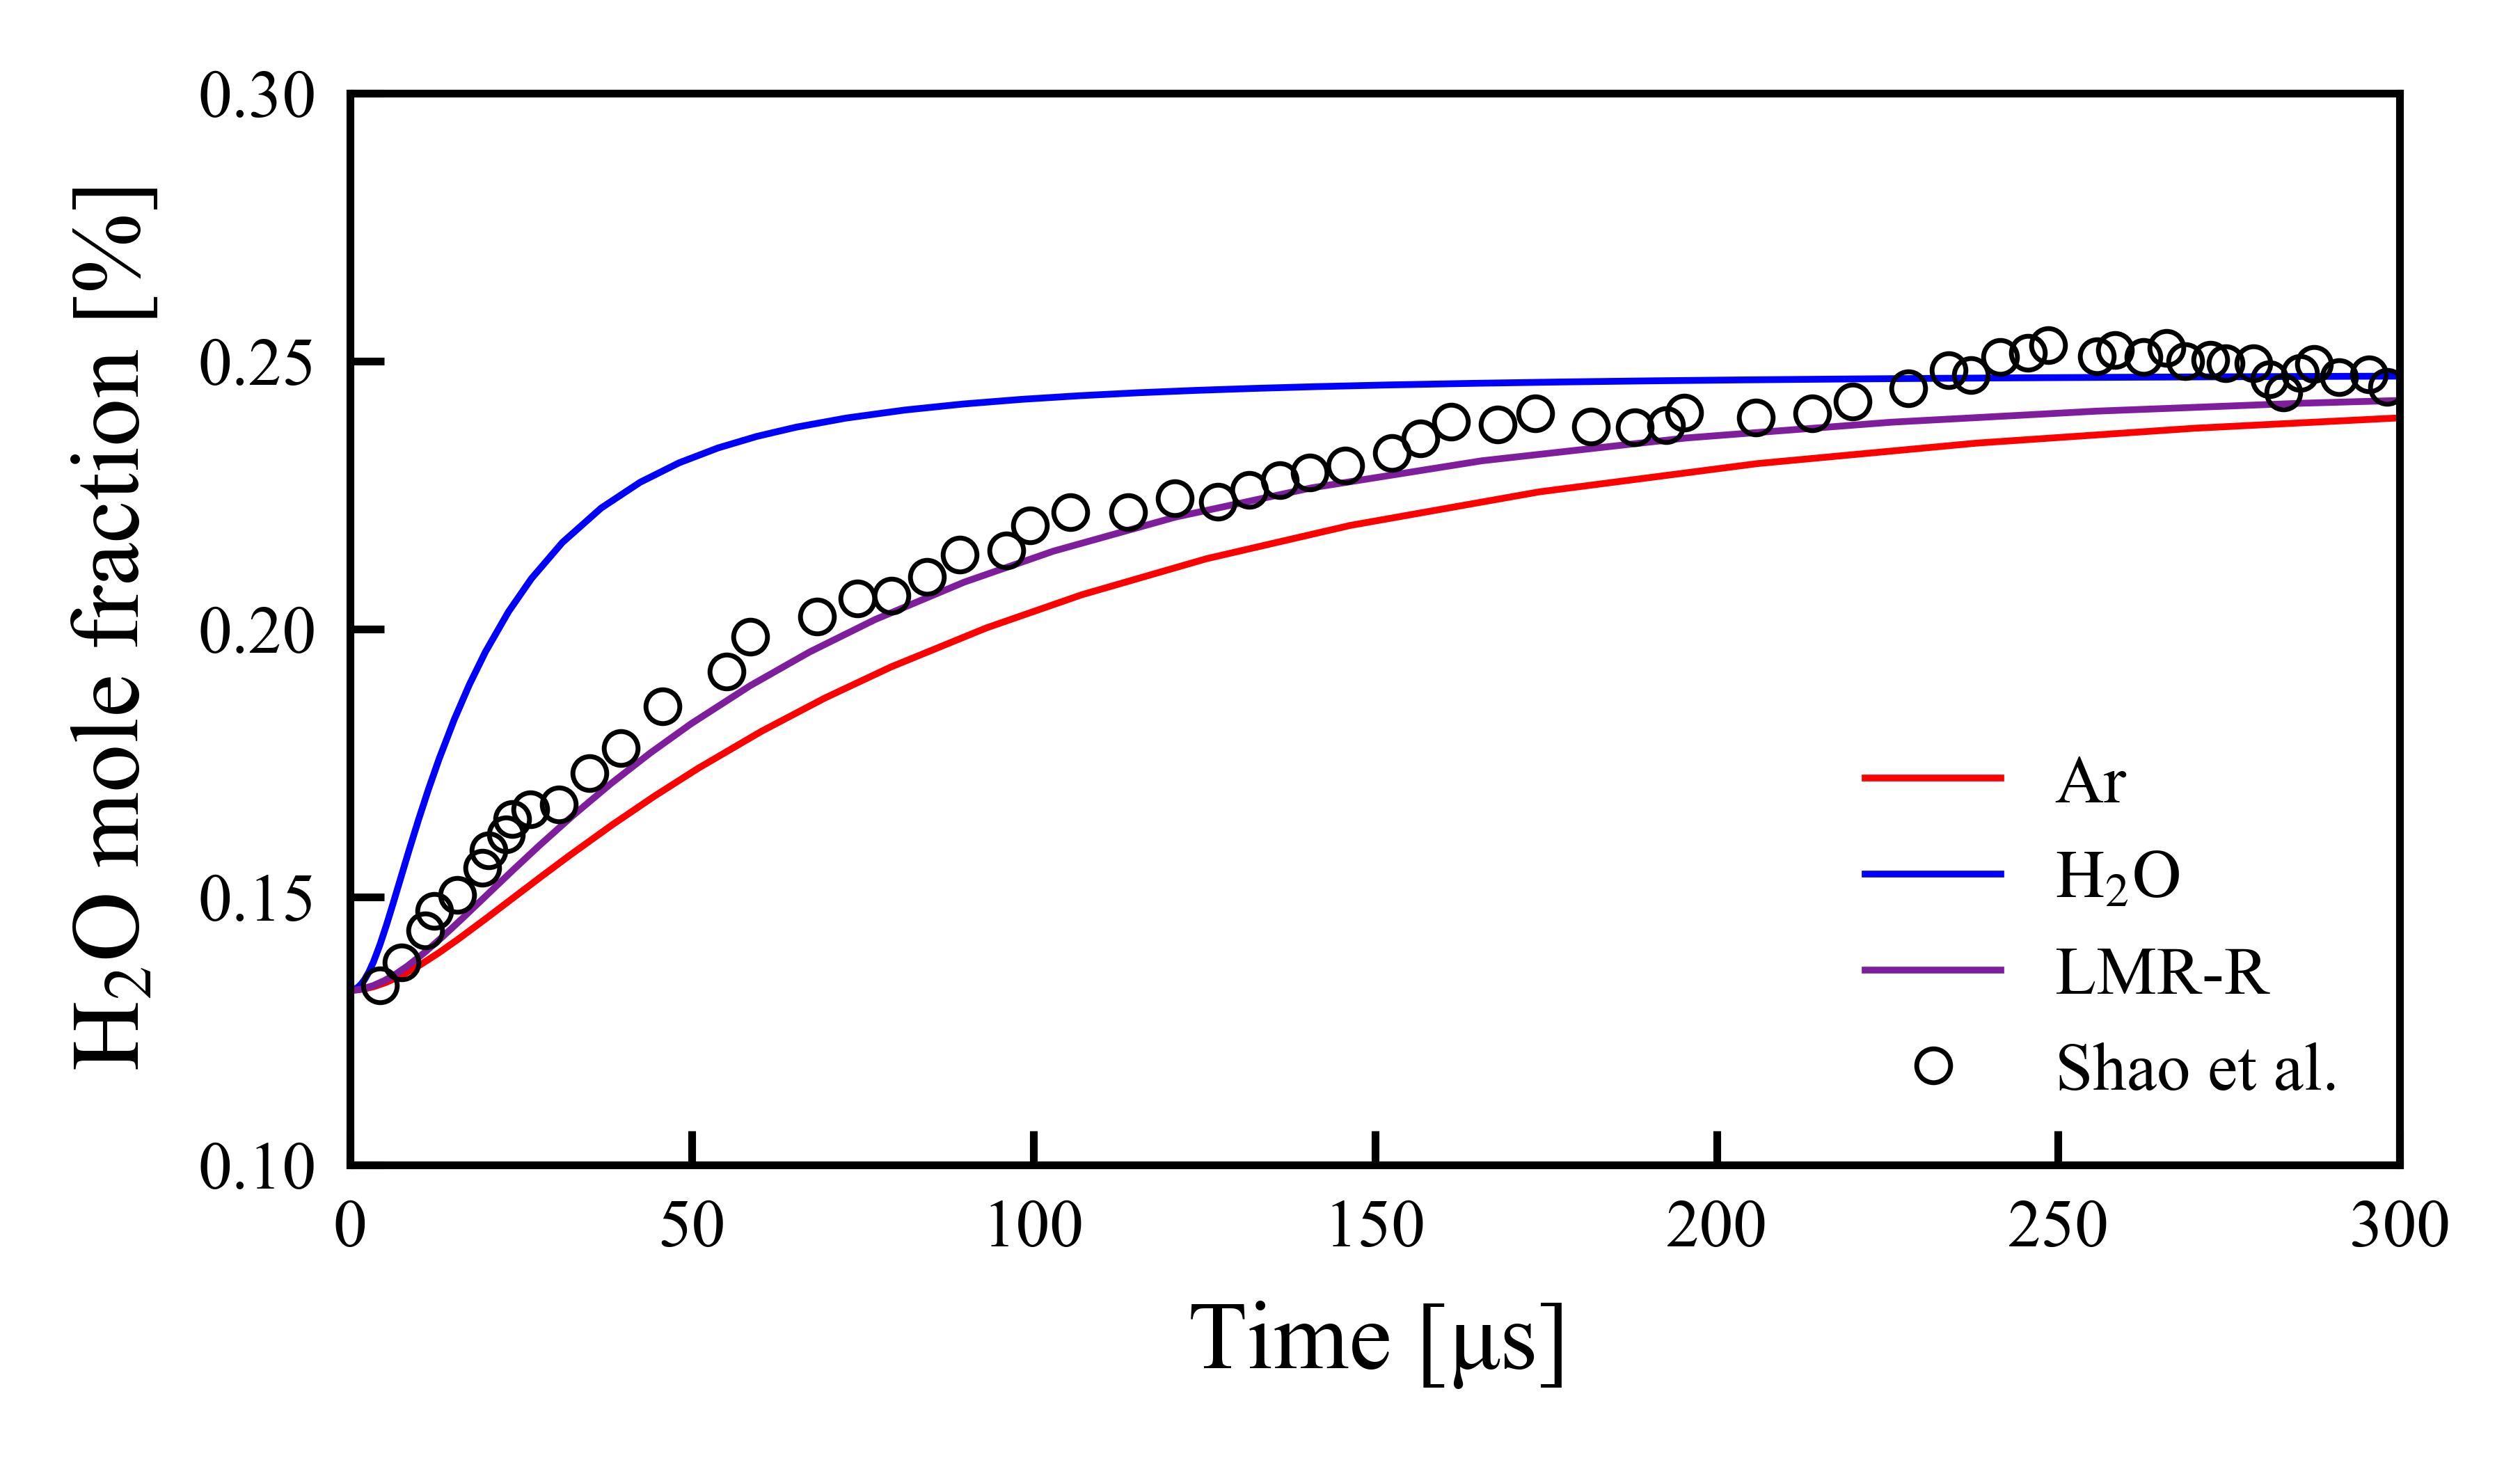 0.30
0.25
0.20
0.15
0.10
H₂O mole fraction [%]
0 50 100 150 200 250 300
Time [μs]
Ar
H₂O
LMR-R
Shao et al.